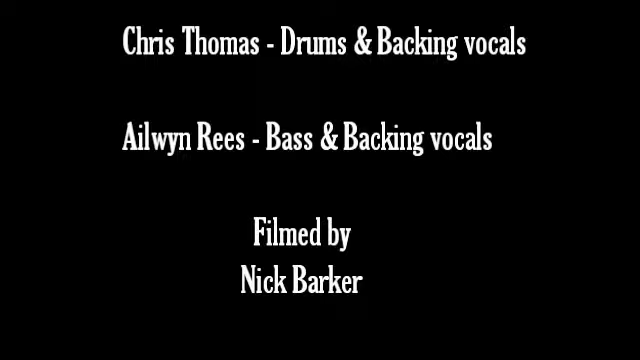 Chris Thomas - Drums & Backing vocals
Ailwyn Rees - Bass & Backing vocals
Filmed by
Nick Barker